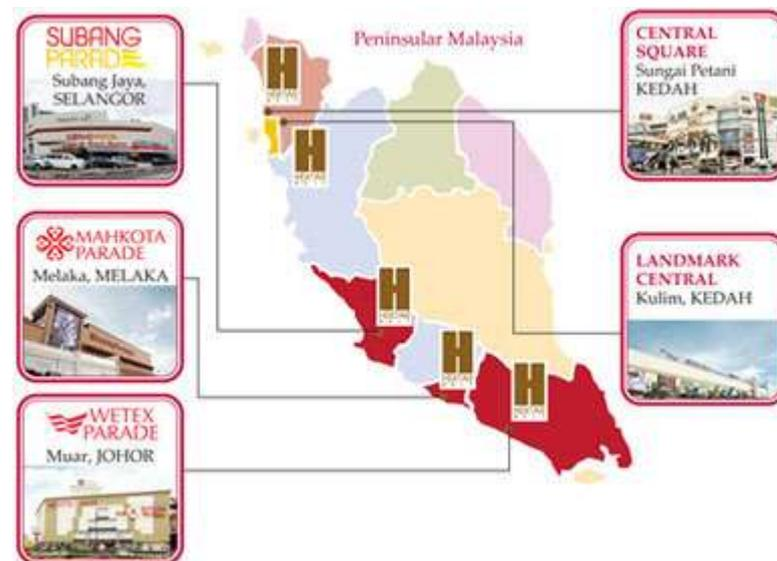 SUBANG
PARADE
Subang Jaya,
SELANGOR
Peninsular Malaysia
CENTRAL
SQUARE
Sungai Petani
KEDAH
H
H
MAHKOTA
PARADE
Melaka, MELAKA
LANDMARK
CENTRAL
Kulim, KEDAH
H
H
H
WETEX
PARADE
Muar, JOHOR